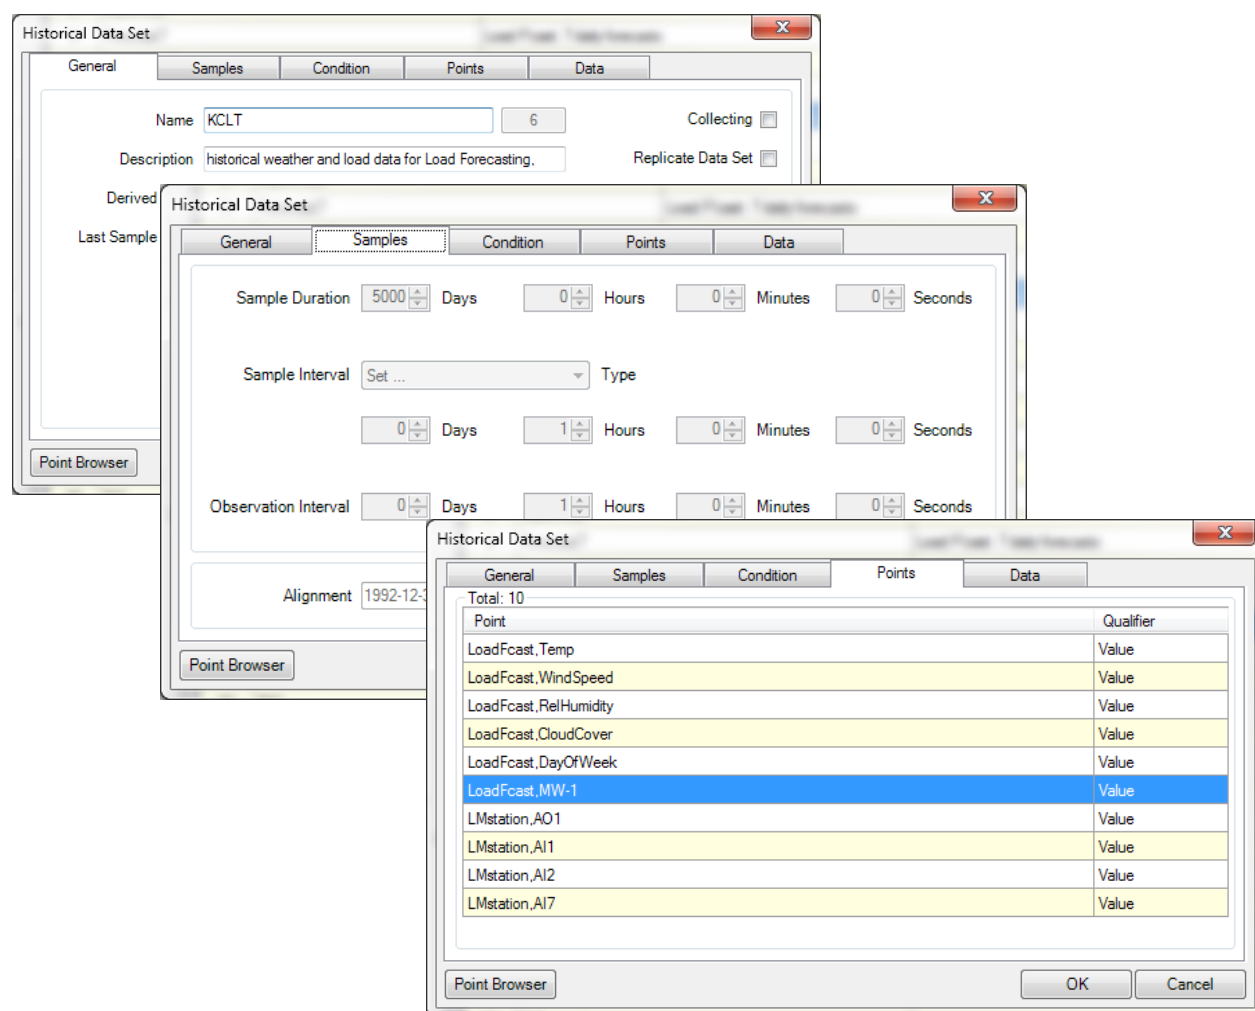 Historical Data Set
General Samples Condition Points Data
Name KCLT 6 Collecting
Description historical weather and load data for Load Forecasting, Replicate Data Set
Derived
Last Sample
Point Browser
Historical Data Set
General Samples Condition Points Data
Sample Duration 5000 Days 0 Hours 0 Minutes 0 Seconds
Sample Interval Set ... Type
0 Days 1 Hours 0 Minutes 0 Seconds
Observation Interval 0 Days 1 Hours 0 Minutes 0 Seconds
Alignment 1992-12-3
Point Browser
Historical Data Set
General Samples Condition Points Data
Total: 10
Point Qualifier
LoadFcast,Temp Value
LoadFcast,WindSpeed Value
LoadFcast,RelHumidity Value
LoadFcast,CloudCover Value
LoadFcast,DayOfWeek Value
LoadFcast,MW-1 Value
LMstation,AO1 Value
LMstation,AI1 Value
LMstation,AI2 Value
LMstation,AI7 Value
Point Browser OK Cancel